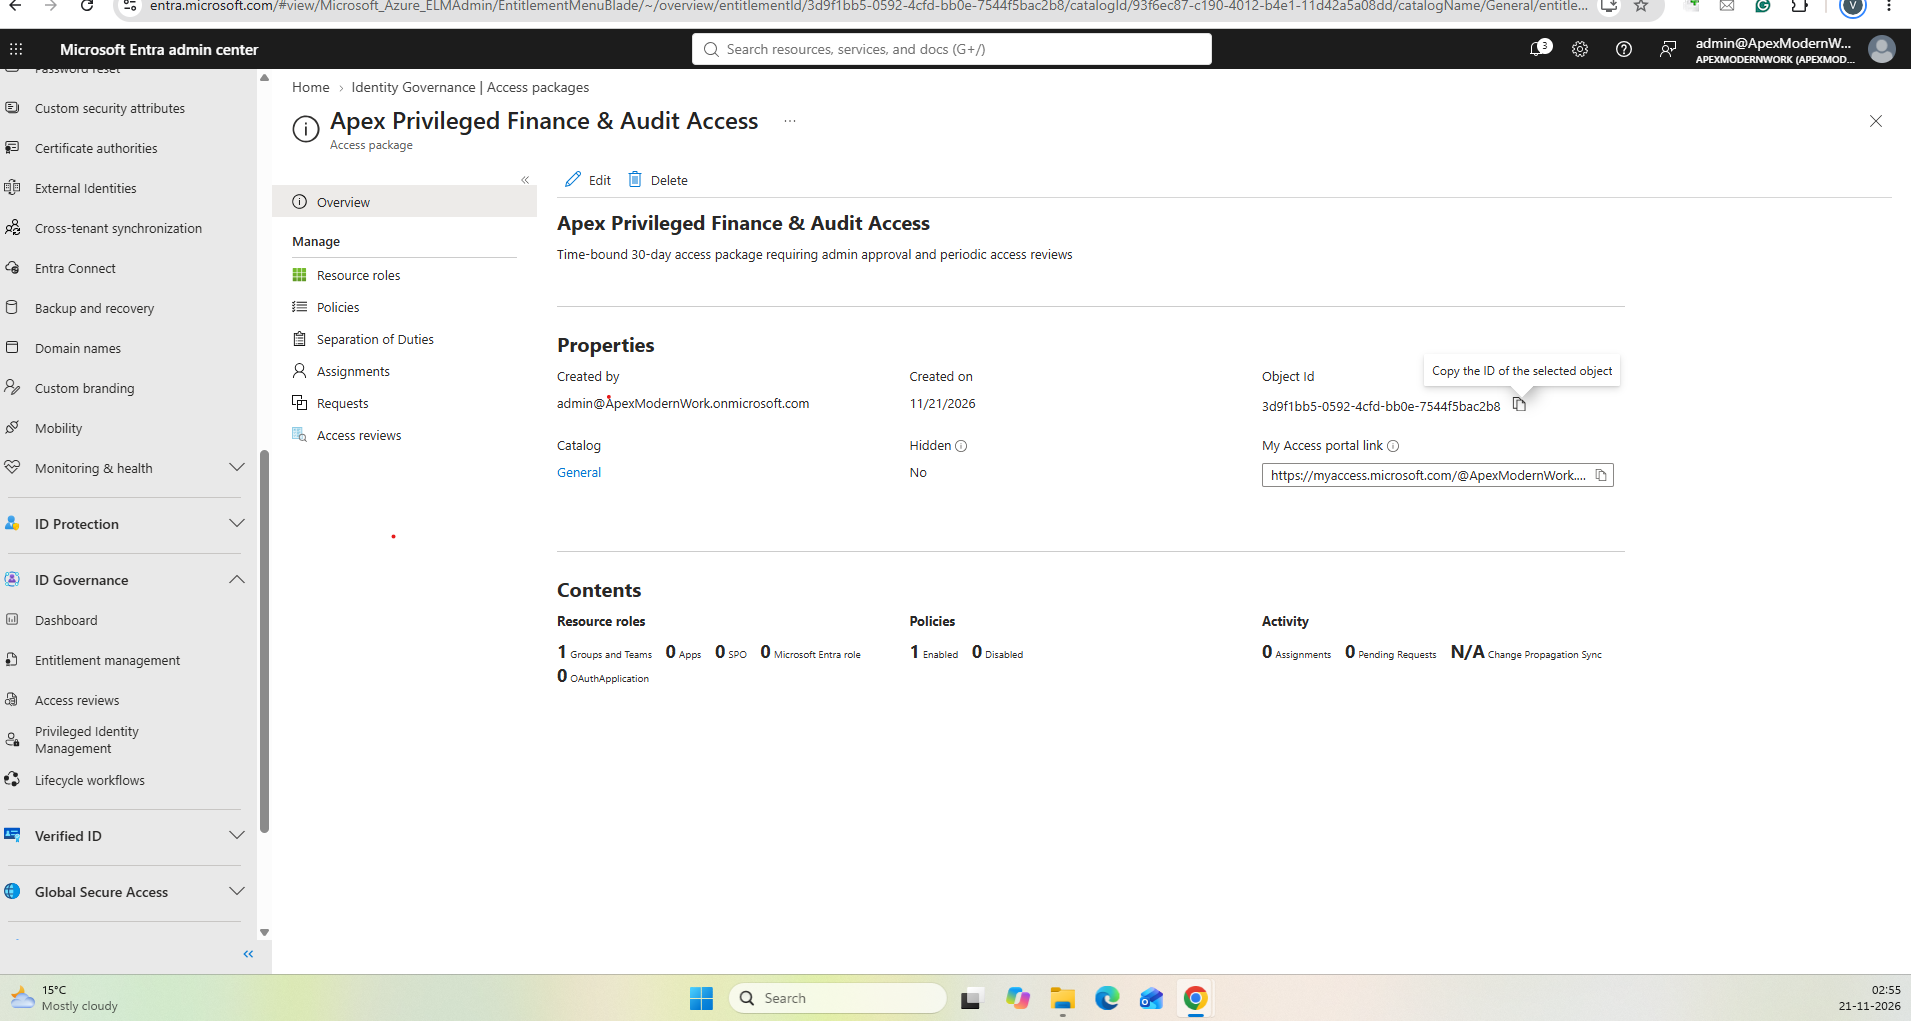 entra.microsoft.com/#view/Microsoft_Azure_ELMAdmin/EntitlementMenuBlade/~/overview/entitlementId/3d9f1bb5-0592-4cfd-bb0e-7544f5bac2b8/catalogId/93f6ec87-c190-4012-b4e1-11d42a5a08dd/catalogName/General/entitle...
V
Microsoft Entra admin center
Search resources, services, and docs (G+/)
3
admin@ApexModernW...
APEXMODERNWORK (APEXMOD...
Password reset
Custom security attributes
Certificate authorities
External Identities
Cross-tenant synchronization
Entra Connect
Backup and recovery
Domain names
Custom branding
Mobility
Monitoring & health
ID Protection
ID Governance
Dashboard
Entitlement management
Access reviews
Privileged Identity
Management
Lifecycle workflows
Verified ID
Global Secure Access
Home > Identity Governance | Access packages
Apex Privileged Finance & Audit Access ...
Access package
Overview
Manage
Resource roles
Policies
Separation of Duties
Assignments
Requests
Access reviews
Edit Delete
Apex Privileged Finance & Audit Access
Time-bound 30-day access package requiring admin approval and periodic access reviews
Properties
Created by
admin@ApexModernWork.onmicrosoft.com
Created on
11/21/2026
Object Id
Copy the ID of the selected object
3d9f1bb5-0592-4cfd-bb0e-7544f5bac2b8
Catalog
General
Hidden
No
My Access portal link
https://myaccess.microsoft.com/@ApexModernWork....
Contents
Resource roles
1 Groups and Teams 0 Apps 0 SPO 0 Microsoft Entra role
0 OAuthApplication
Policies
1 Enabled 0 Disabled
Activity
0 Assignments 0 Pending Requests N/A Change Propagation Sync
15°C
Mostly cloudy
Search
02:55
21-11-2026